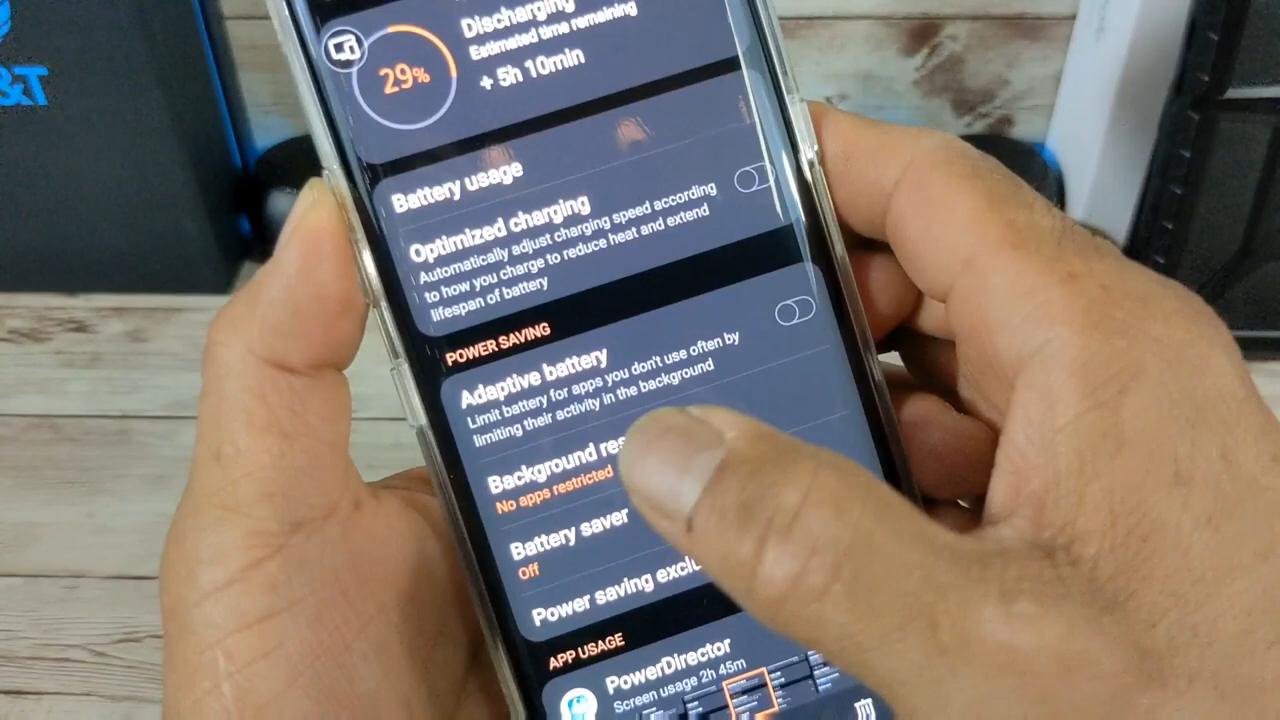 &T
Discharging
Estimated time remaining
29%
+ 5h 10min
Battery usage
Optimized charging
Automatically adjust charging speed according
to how you charge to reduce heat and extend
lifespan of battery
POWER SAVING
Adaptive battery
Limit battery for apps you don't use often by
limiting their activity in the background
Background
No apps restricted
Battery saver
Off
Power saving
APP USAGE
PowerDirector
Screen usage 2h 45m